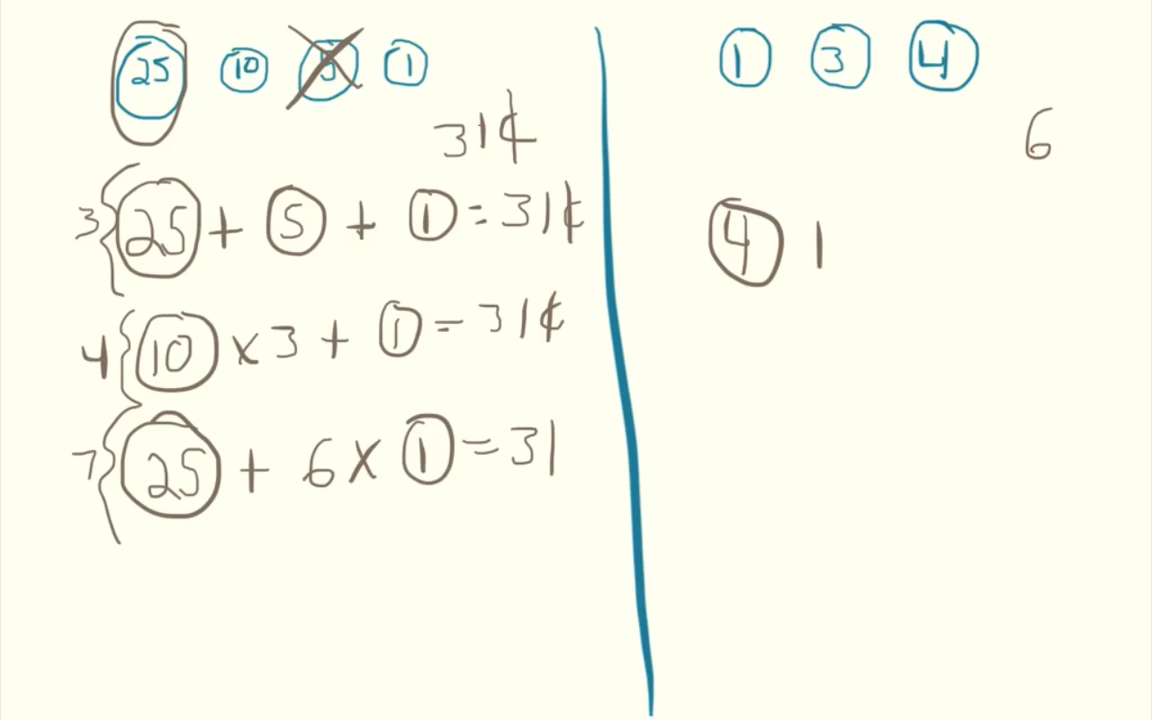 25 10 5 1
31¢
3 { 25 + 5 + 1 = 31¢
4 { 10 x 3 + 1 = 31¢
7 { 25 + 6 x 1 = 31
1 3 4
6
4 1